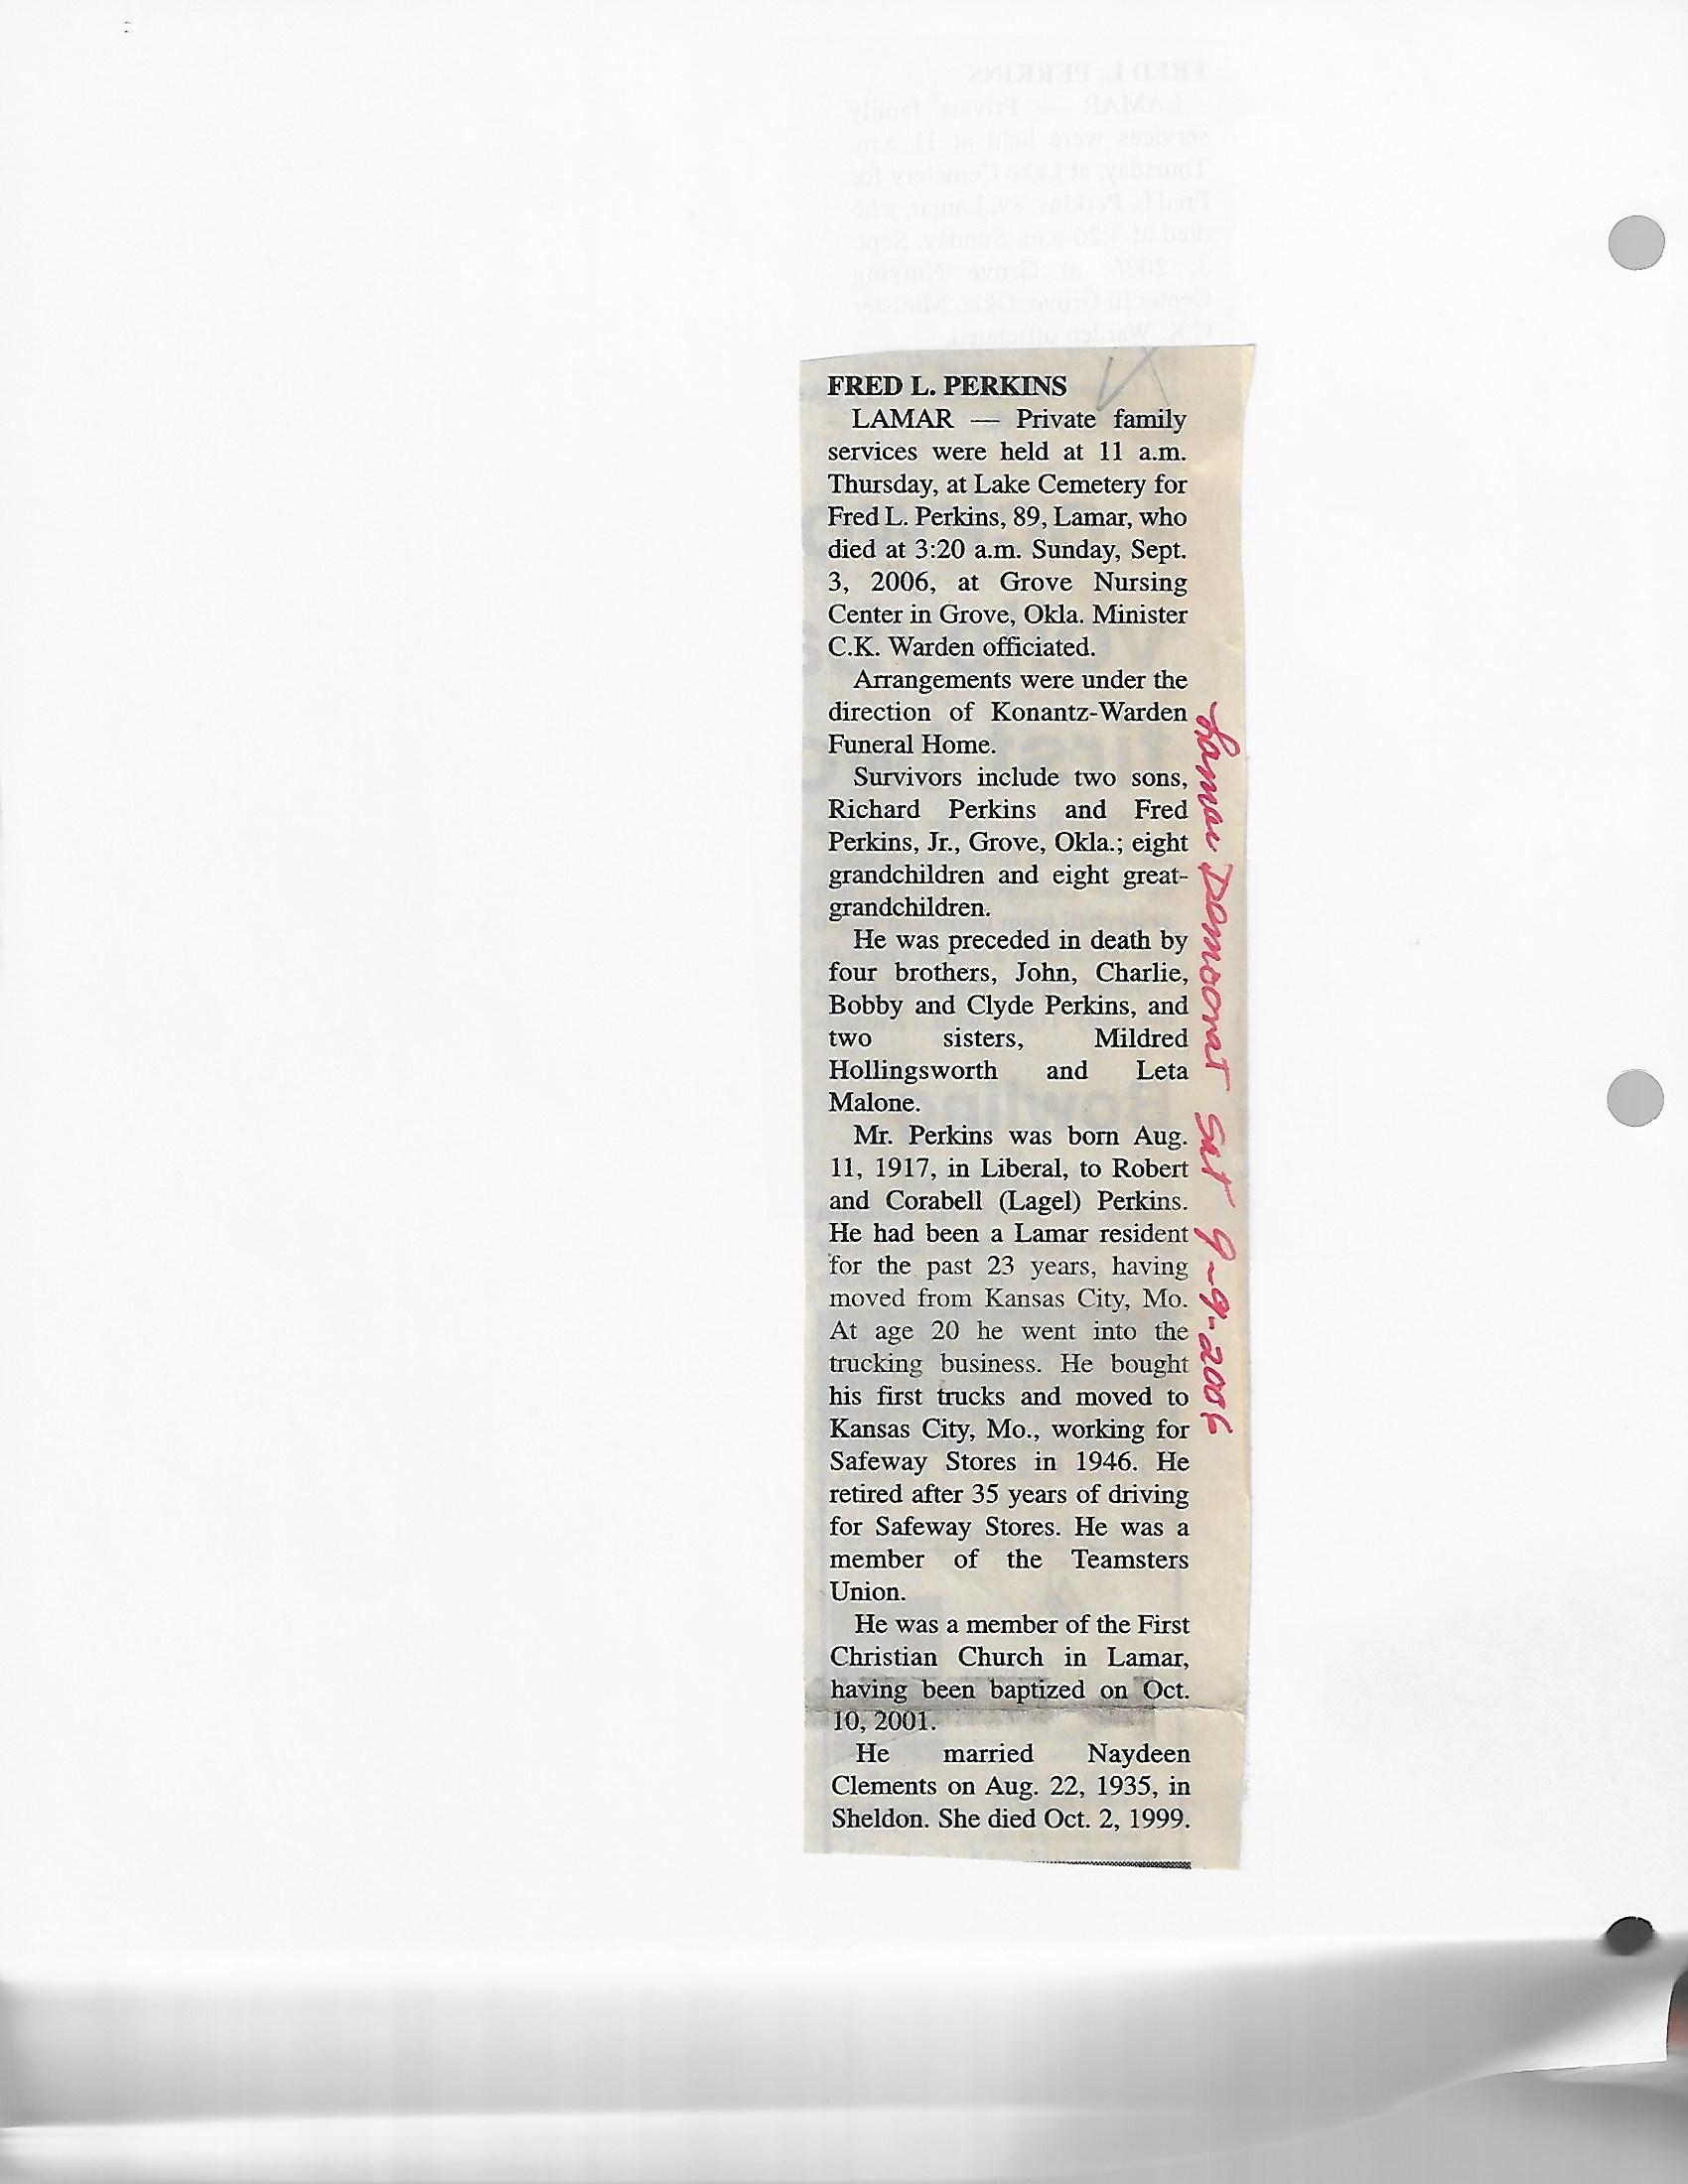 FRED L. PERKINS
LAMAR — Private family
services were held at 11 a.m.
Thursday, at Lake Cemetery for
Fred L. Perkins, 89, Lamar, who
died at 3:20 a.m. Sunday, Sept.
3, 2006, at Grove Nursing
Center in Grove, Okla. Minister
C.K. Warden officiated.
Arrangements were under the
direction of Konantz-Warden
Funeral Home.
Survivors include two sons,
Richard Perkins and Fred
Perkins, Jr., Grove, Okla.; eight
grandchildren and eight great-
grandchildren.
He was preceded in death by
four brothers, John, Charlie,
Bobby and Clyde Perkins, and
two sisters, Mildred
Hollingsworth and Leta
Malone.
Mr. Perkins was born Aug.
11, 1917, in Liberal, to Robert
and Corabell (Lagel) Perkins.
He had been a Lamar resident
for the past 23 years, having
moved from Kansas City, Mo.
At age 20 he went into the
trucking business. He bought
his first trucks and moved to
Kansas City, Mo., working for
Safeway Stores in 1946. He
retired after 35 years of driving
for Safeway Stores. He was a
member of the Teamsters
Union.
He was a member of the First
Christian Church in Lamar,
having been baptized on Oct.
10, 2001.
He married Naydeen
Clements on Aug. 22, 1935, in
Sheldon. She died Oct. 2, 1999.
Lamar Democrat Sat 9-9-2006